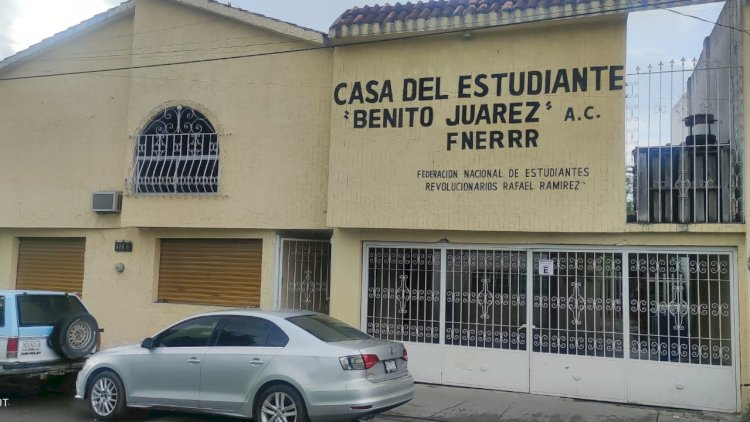 CASA DEL ESTUDIANTE
"BENITO JUAREZ" A.C.
FNERRR
FEDERACION NACIONAL DE ESTUDIANTES
REVOLUCIONARIOS RAFAEL RAMIREZ"
E